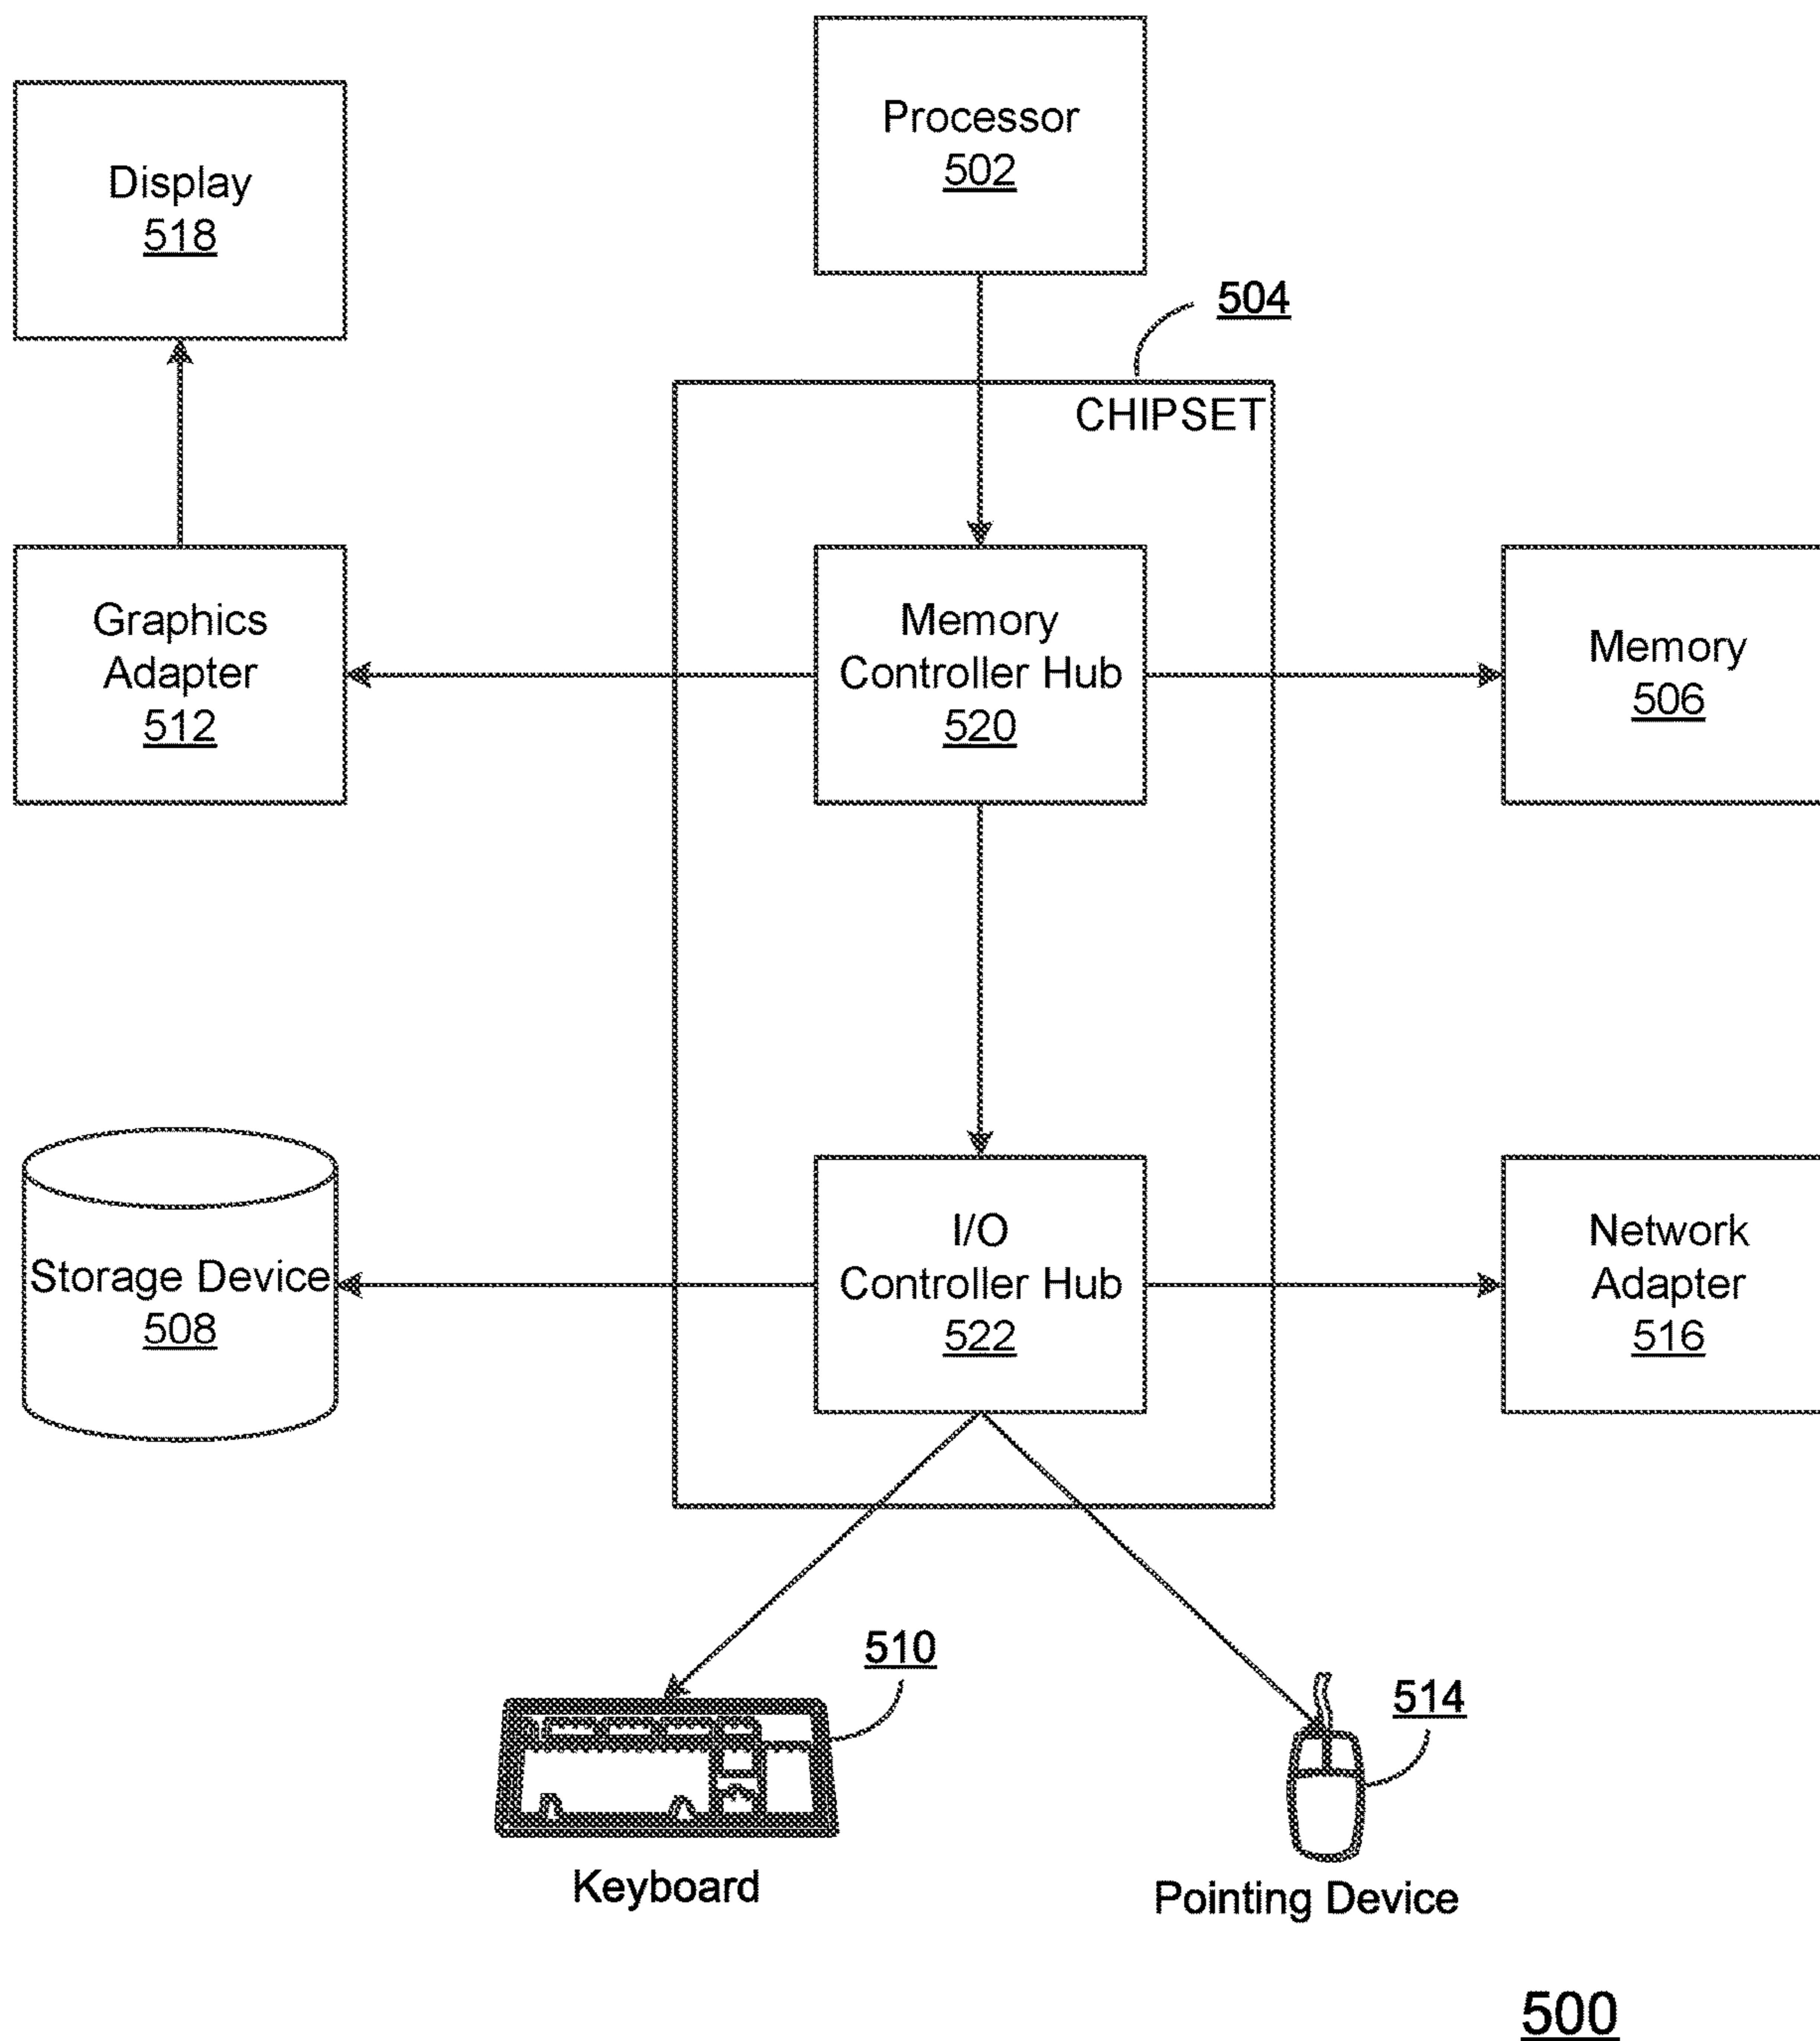 Processor
502
Display
518
504
CHIPSET
Graphics
Adapter
512
Memory
Controller Hub
520
Memory
506
Storage Device
508
I/O
Controller Hub
522
Network
Adapter
516
510
514
Keyboard
Pointing Device
500